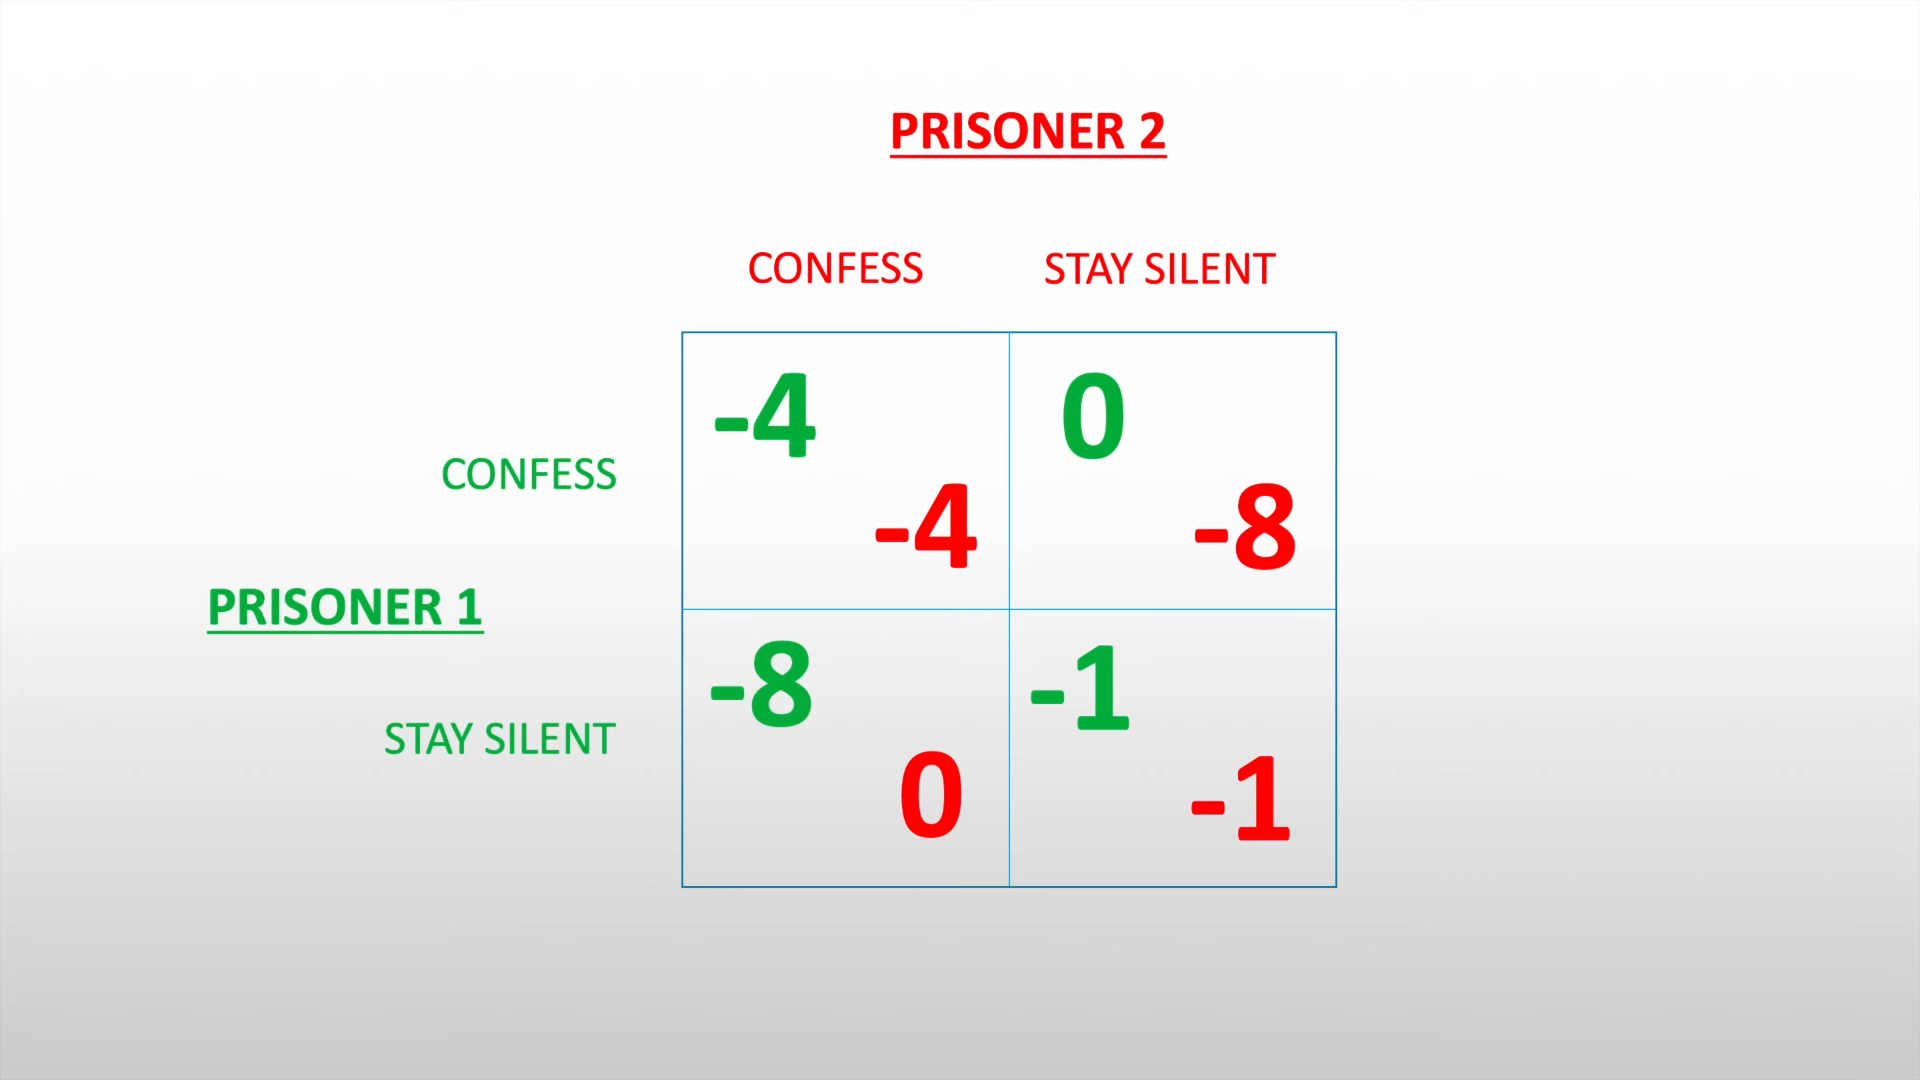 PRISONER 2
CONFESS STAY SILENT
-4 0
CONFESS
-4 -8
PRISONER 1
-8 -1
STAY SILENT
0 -1